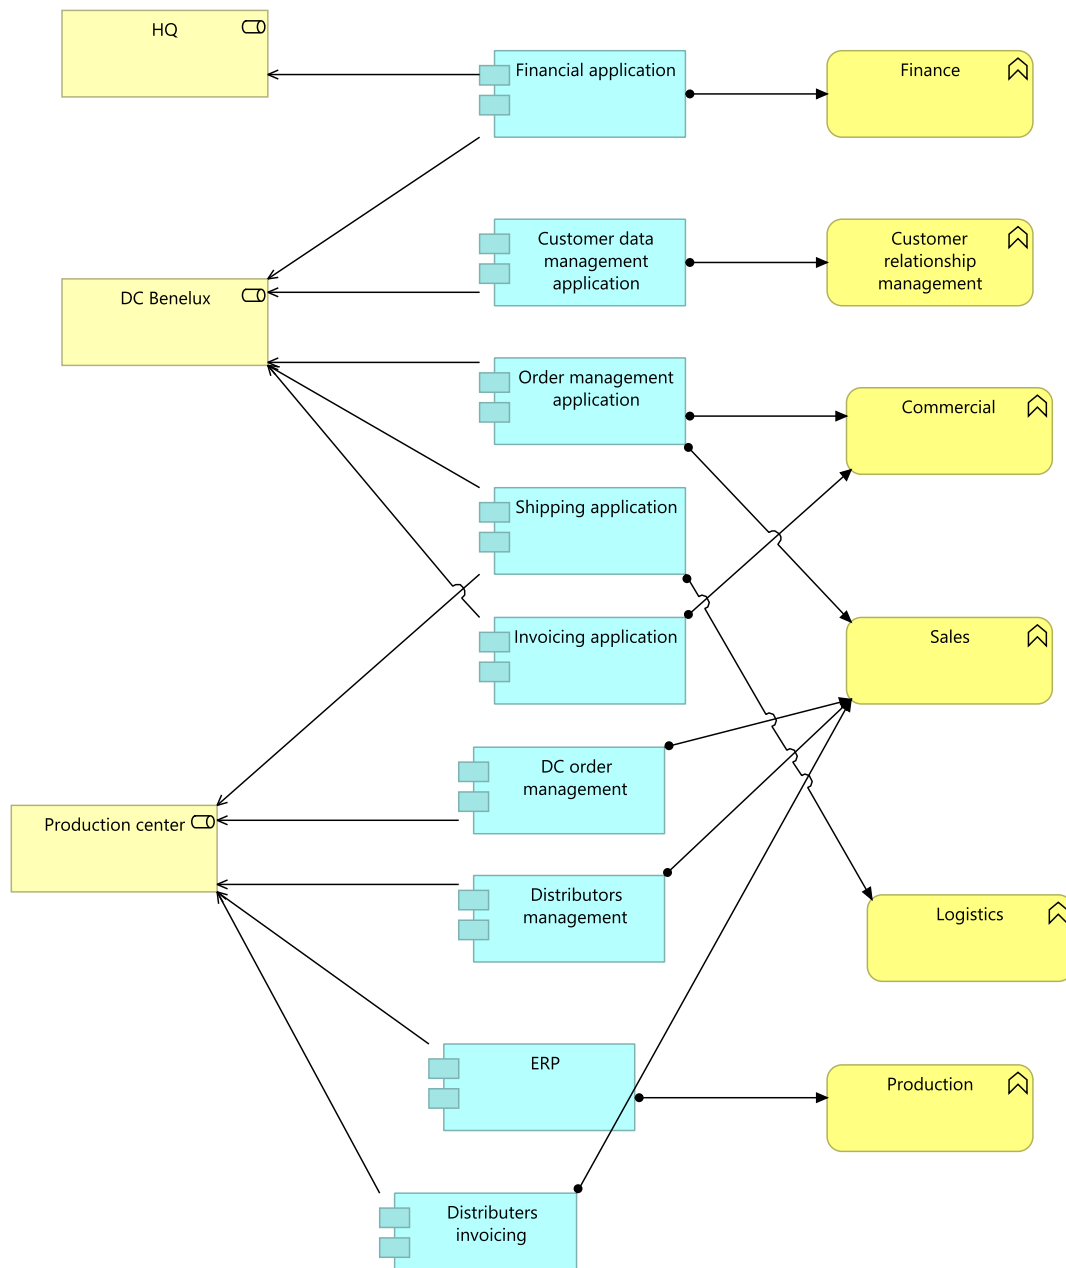 HQ
Financial application
Finance
Customer data
management
application
Customer
relationship
management
DC Benelux
Order management
application
Commercial
Shipping application
Invoicing application
Sales
DC order
management
Production center
Distributors
management
Logistics
ERP
Production
Distributers
invoicing